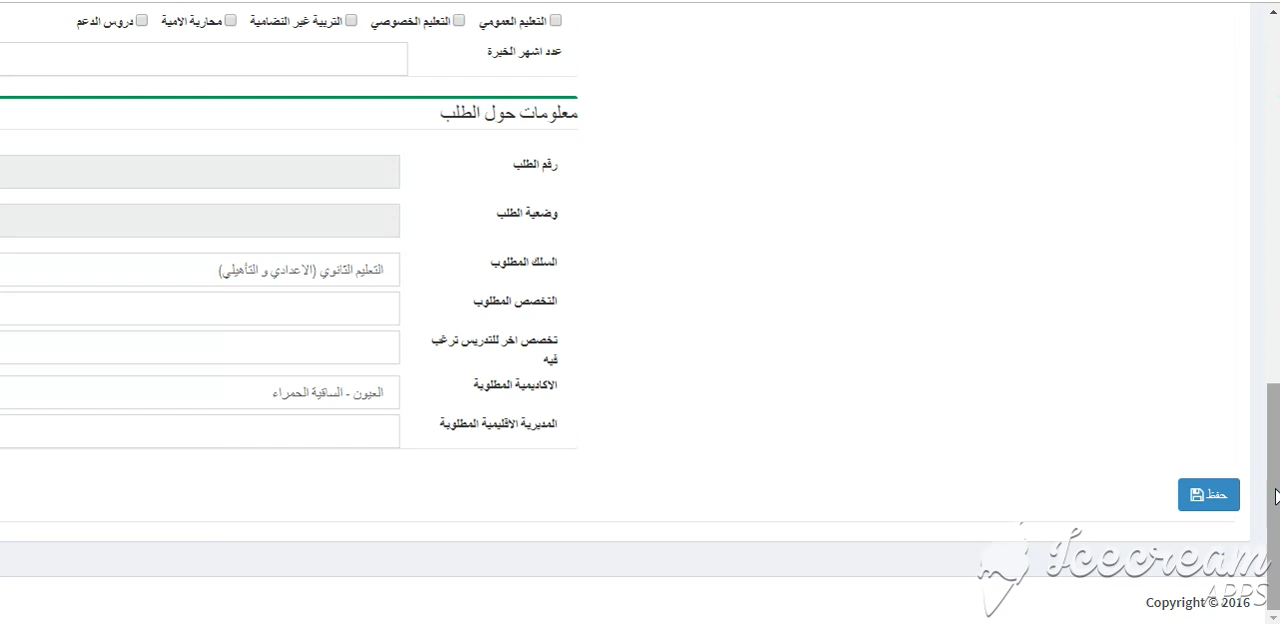 التعليم العمومي التعليم الخصوصي التربية غير النضامية محاربة الامية دروس الدعم
عدد اشهر الخبرة
معلومات حول الطلب
رقم الطلب
وضعية الطلب
السلك المطلوب
التعليم الثانوي (الاعدادي و التأهيلي)
التخصص المطلوب
تخصص اخر للتدريس ترغب
فيه
الاكاديمية المطلوبة
العيون - الساقية الحمراء
المديرية الاقليمية المطلوبة
حفظ
Icecream
APPS
Copyright © 2016